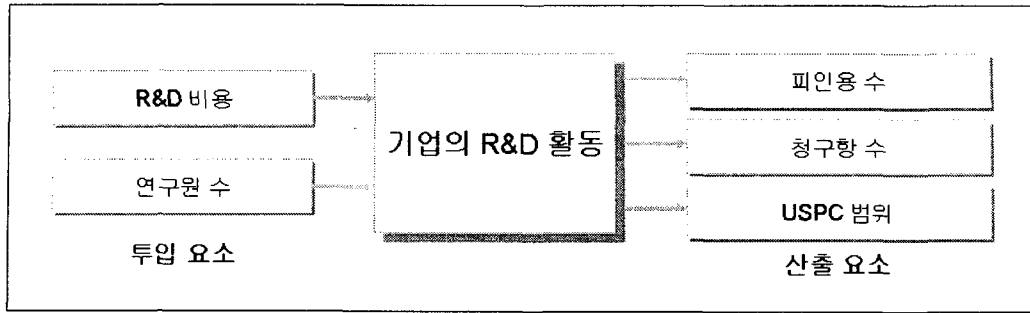 R&D 비용
연구원 수
투입 요소
기업의 R&D 활동
피인용 수
청구항 수
USPC 범위
산출 요소